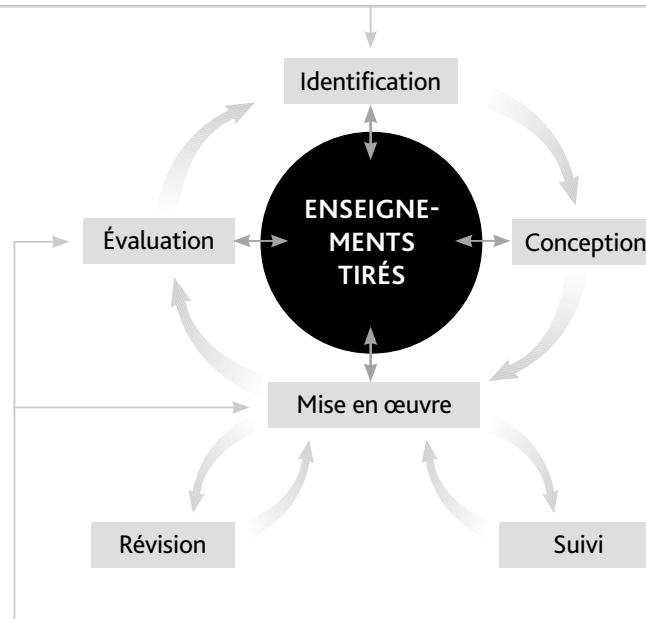 Identification
ENSEIGNE-
MENTS
TIRÉS
Évaluation
Conception
Mise en œuvre
Révision
Suivi